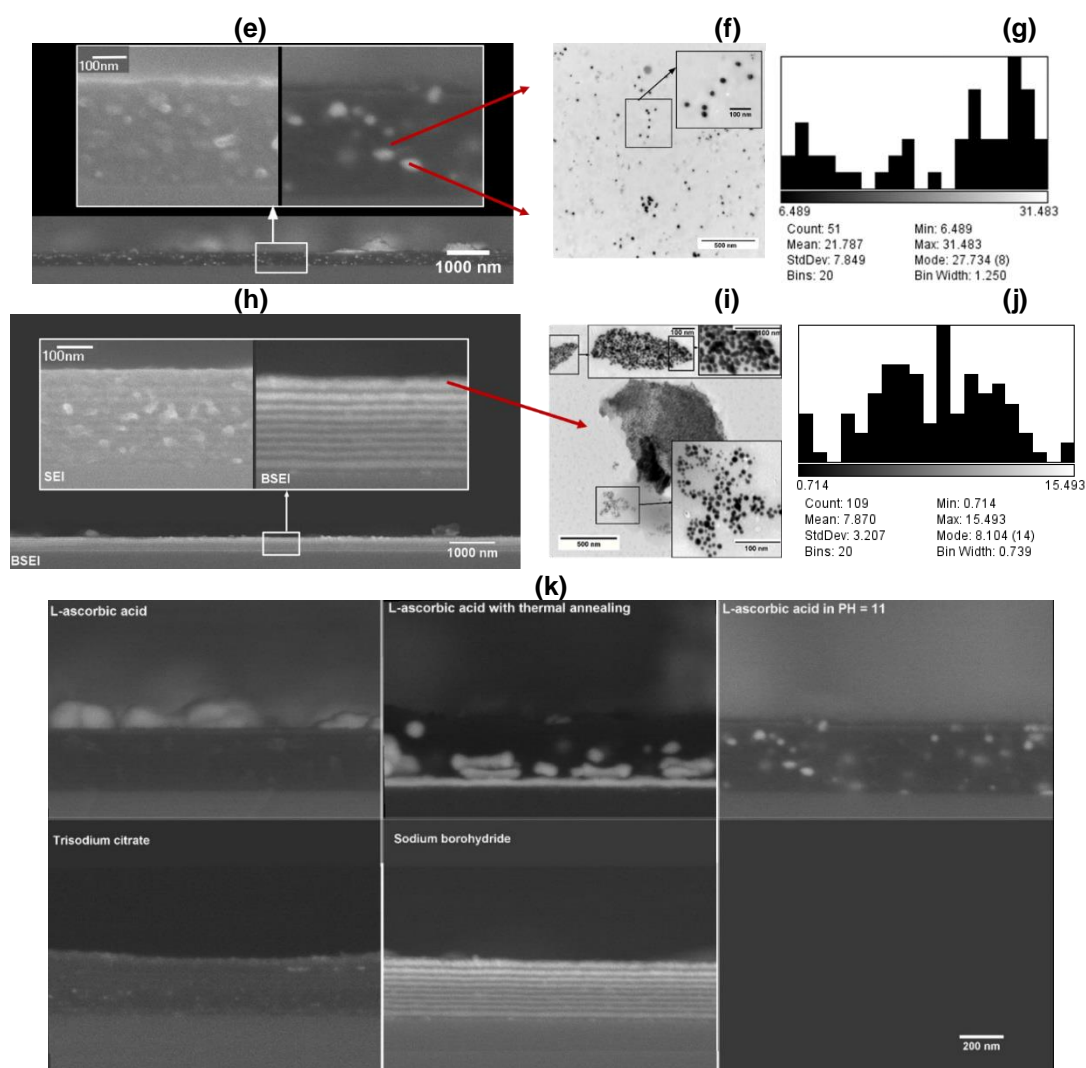 (e)
(f)
(g)
100nm
100 nm
500 nm
1000 nm
6.489 31.483
Count: 51 Min: 6.489
Mean: 21.787 Max: 31.483
StdDev: 7.849 Mode: 27.734 (8)
Bins: 20 Bin Width: 1.250
(h)
(i)
(j)
100nm
SEI
BSEI
1000 nm
BSEI
100 nm
100 nm
500 nm
100 nm
0.714 15.493
Count: 109 Min: 0.714
Mean: 7.870 Max: 15.493
StdDev: 3.207 Mode: 8.104 (14)
Bins: 20 Bin Width: 0.739
(k)
L-ascorbic acid
L-ascorbic acid with thermal annealing
L-ascorbic acid in PH = 11
Trisodium citrate
Sodium borohydride
200 nm